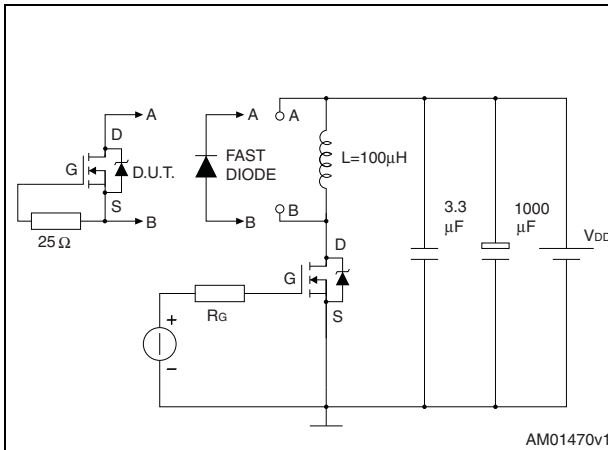 A
D
G
D.U.T.
S
B
25 Ω
A
FAST
DIODE
B
A
L=100μH
B
D
G
S
RG
+
-
3.3
μF
1000
μF
VDD
AM01470v1